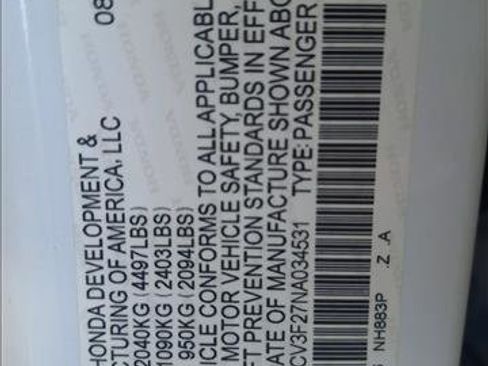 08
HONDA DEVELOPMENT &
CTURING OF AMERICA, LLC
2040KG (4497LBS)
1090KG (2403LBS)
950KG (2094LBS)
ICLE CONFORMS TO ALL APPLICABL
MOTOR VEHICLE SAFETY, BUMPER,
FT PREVENTION STANDARDS IN EFF
ATE OF MANUFACTURE SHOWN ABO
CV3F27NA034531 TYPE: PASSENGER
NH883P .Z .A